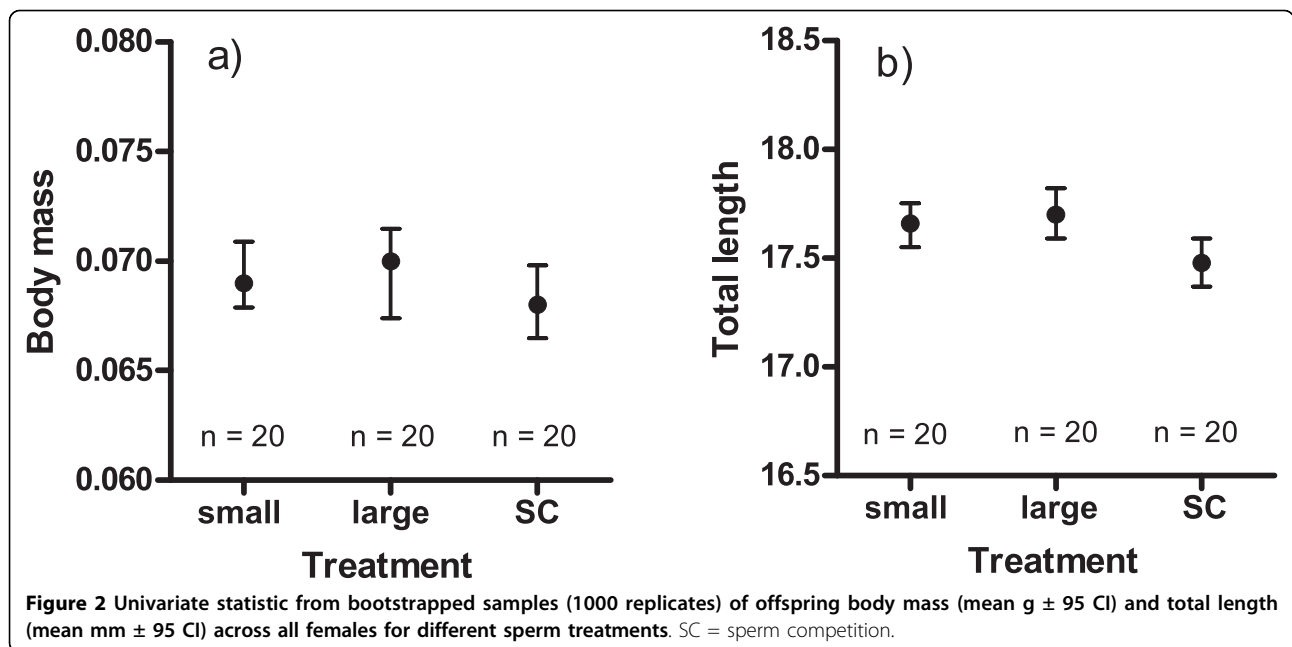 a)
0.080
0.075
0.070
0.065
0.060
Body mass
n = 20 n = 20 n = 20
small large SC
Treatment
b)
18.5
18.0
17.5
17.0
16.5
Total length
n = 20 n = 20 n = 20
small large SC
Treatment
Figure 2 Univariate statistic from bootstrapped samples (1000 replicates) of offspring body mass (mean g ± 95 CI) and total length
(mean mm ± 95 CI) across all females for different sperm treatments. SC = sperm competition.